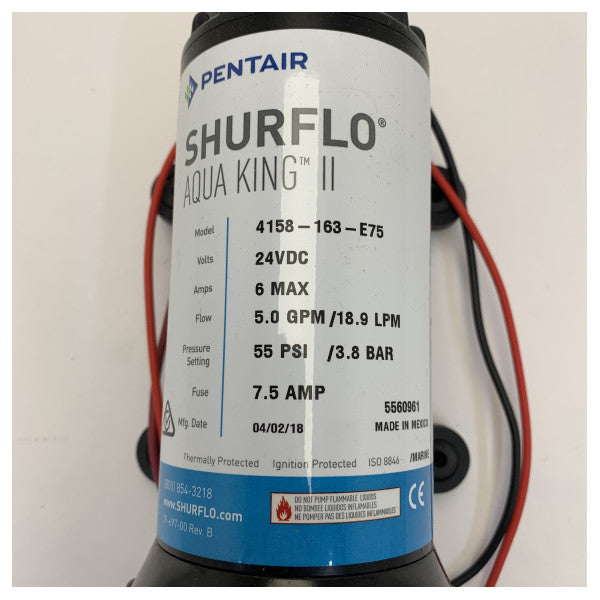 PENTAIR
SHURFLO®
AQUA KING™ II
Model 4158-163-E75
Volts 24VDC
Amps 6 MAX
Flow 5.0 GPM /18.9 LPM
Pressure Setting 55 PSI /3.8 BAR
Fuse 7.5 AMP
5560961
Mfg. Date 04/02/18 MADE IN MEXICO
Thermally Protected Ignition Protected ISO 8846 - /MARINE
(800) 854-3218
www.SHURFLO.com
Rev. B
DO NOT PUMP FLAMMABLE LIQUIDS
NO BOMBEE LIQUIDOS INFLAMABLES
NE POMPER PAS DES LIQUIDES INFLAMMABLES
CE